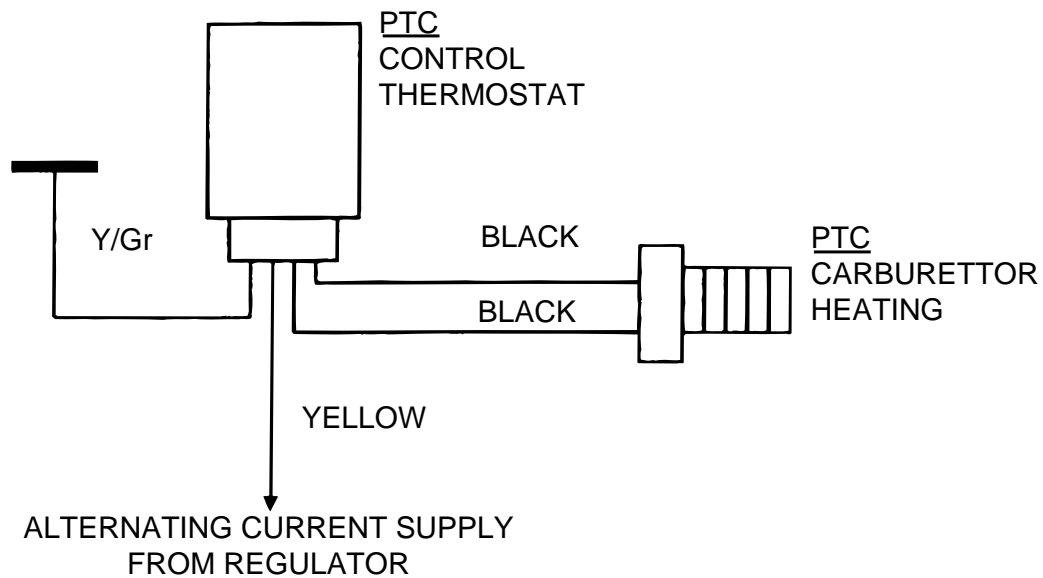 PTC
CONTROL
THERMOSTAT
Y/Gr
BLACK
PTC
CARBURETTOR
HEATING
BLACK
YELLOW
ALTERNATING CURRENT SUPPLY
FROM REGULATOR